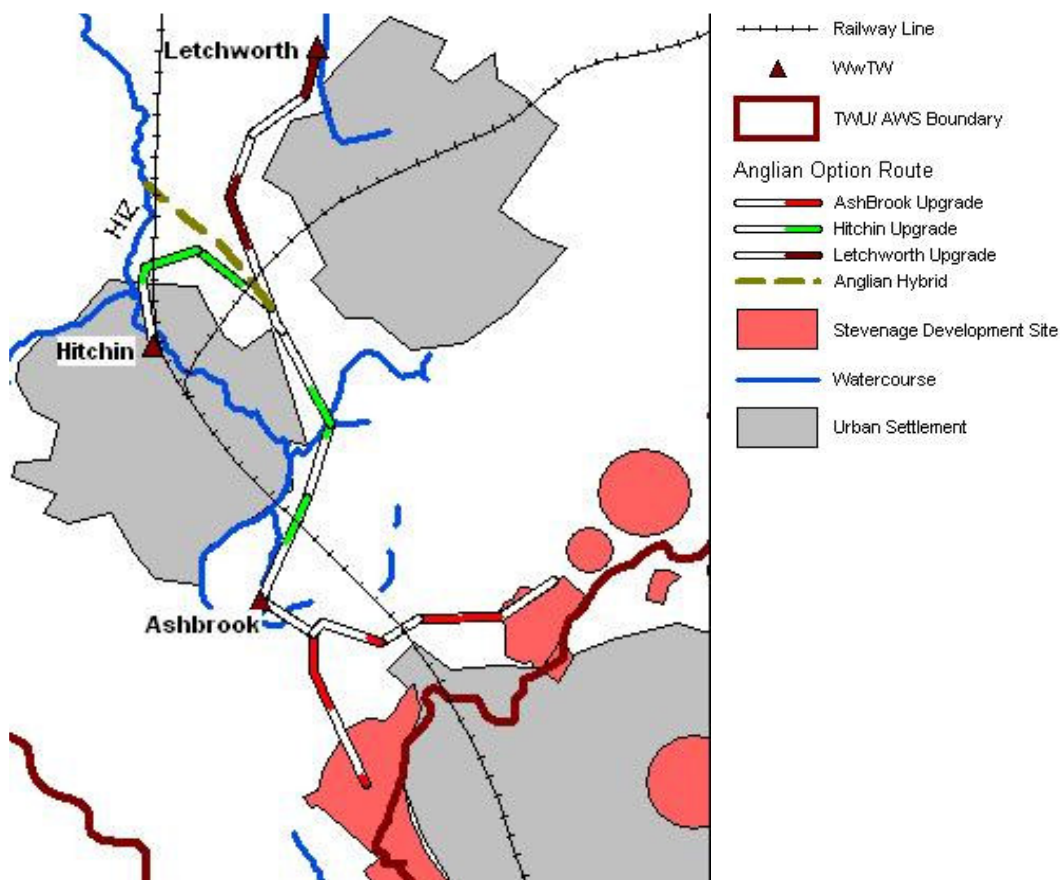 Letchworth
HIZ
Hitchin
Ashbrook
Railway Line
WwTW
TWU/ AWS Boundary
Anglian Option Route
AshBrook Upgrade
Hitchin Upgrade
Letchworth Upgrade
Anglian Hybrid
Stevenage Development Site
Watercourse
Urban Settlement